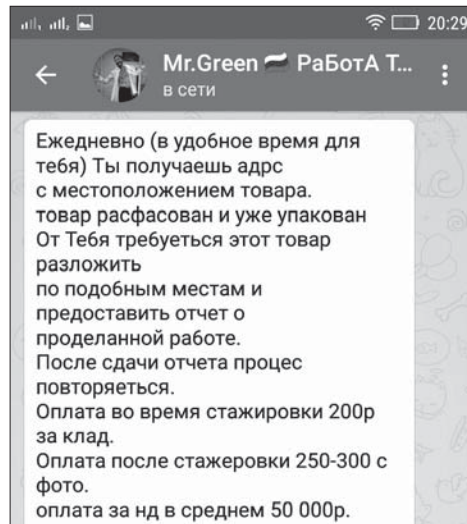 20:29
Mr.Green РаБотА Т...
в сети
Ежедневно (в удобное время для
тебя) Ты получаешь адрс
с местоположением товара.
товар расфасован и уже упакован
От Тебя требуеться этот товар
разложить
по подобным местам и
предоставить отчет о
проделанной работе.
После сдачи отчета процес
повторяеться.
Оплата во время стажировки 200р
за клад.
Оплата после стажеровки 250-300 с
фото.
оплата за нд в среднем 50 000р.